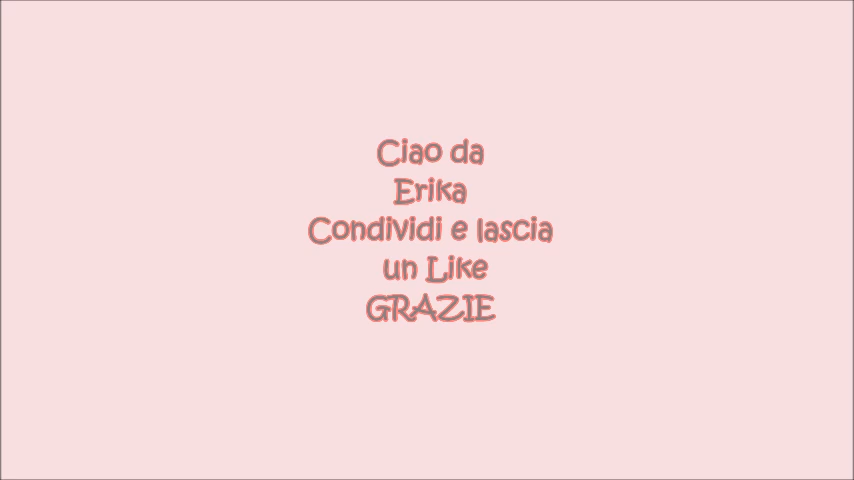 Ciao da
Erika
Condividi e lascia
un Like
GRAZIE